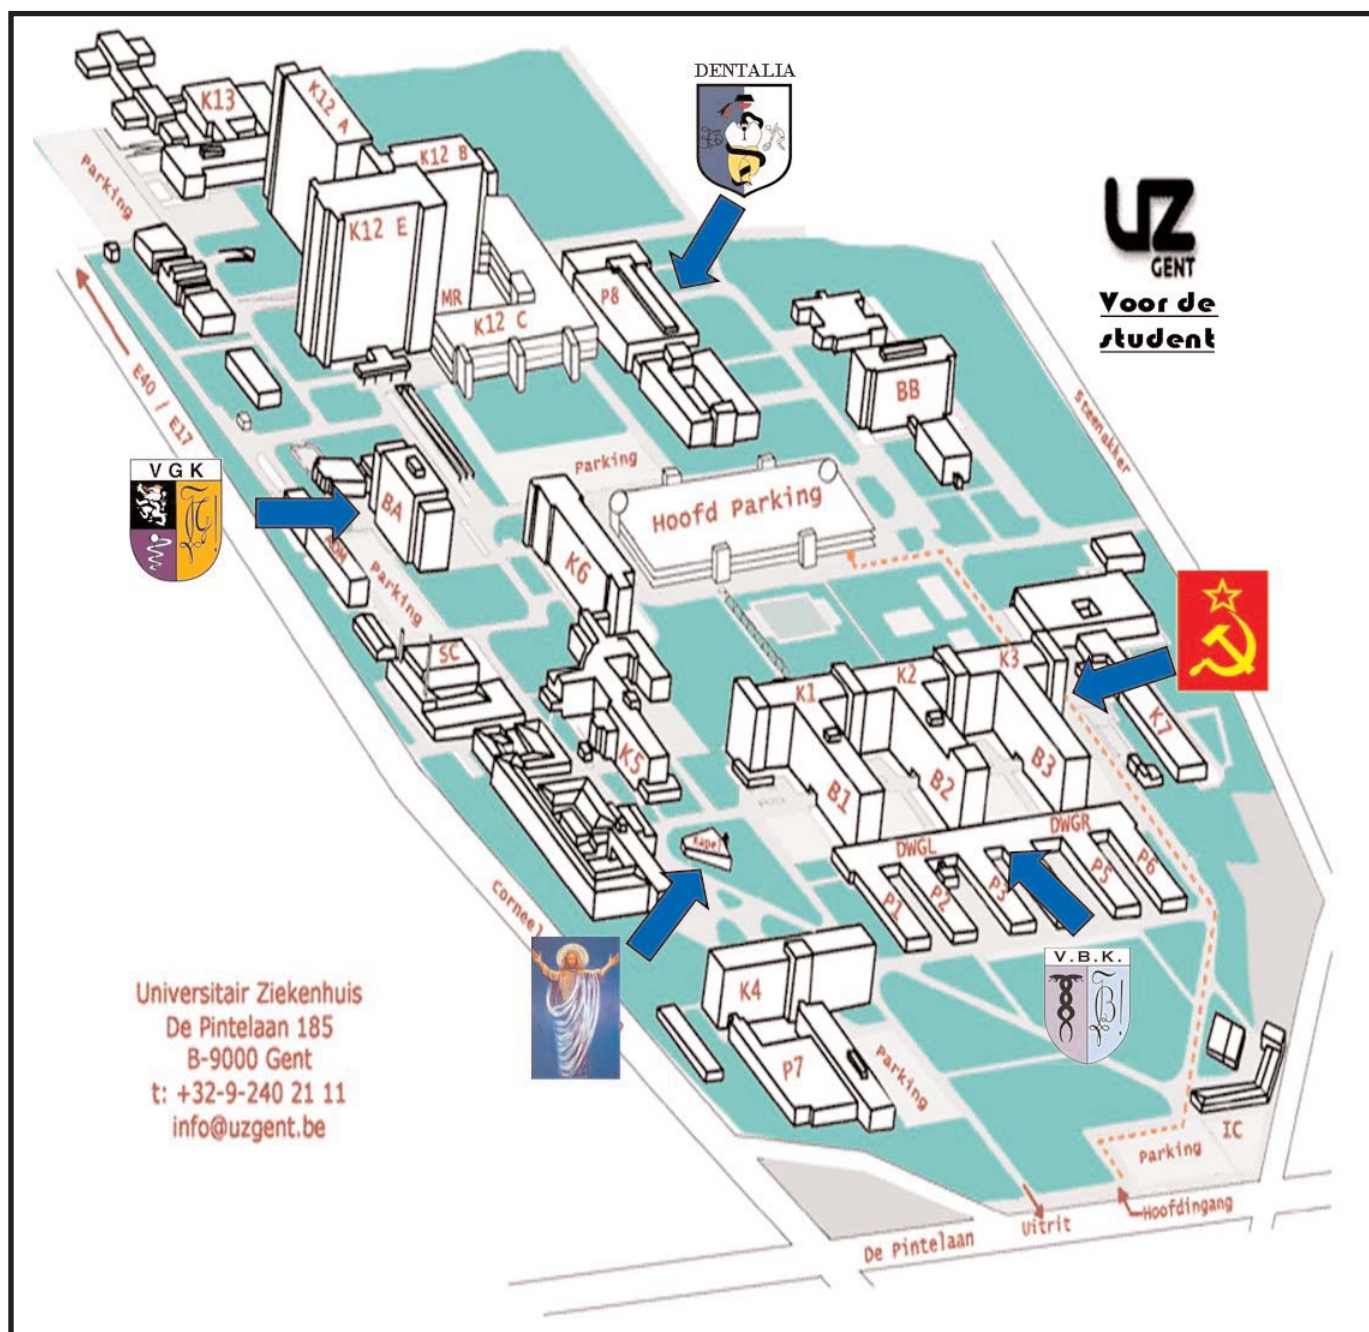 DENTALIA
K13
K12 A
K12 B
K12 E
Parking
UZ
GENT
Voor de
student
MR
K12 C
P8
E40 / E17
BB
Steenakker
Parking
VGK
BA
Hoofd Parking
ADM
Parking
K6
SC
K1
K2
K3
K7
K5
B1
B2
B3
Kapel
DWGL
DWGR
P1
P2
P3
P5
P6
Corneel
V.B.K.
K4
P7
Parking
Universitair Ziekenhuis
De Pintelaan 185
B-9000 Gent
t: +32-9-240 21 11
info@uzgent.be
IC
Parking
Hoofdingang
Uitrit
De Pintelaan